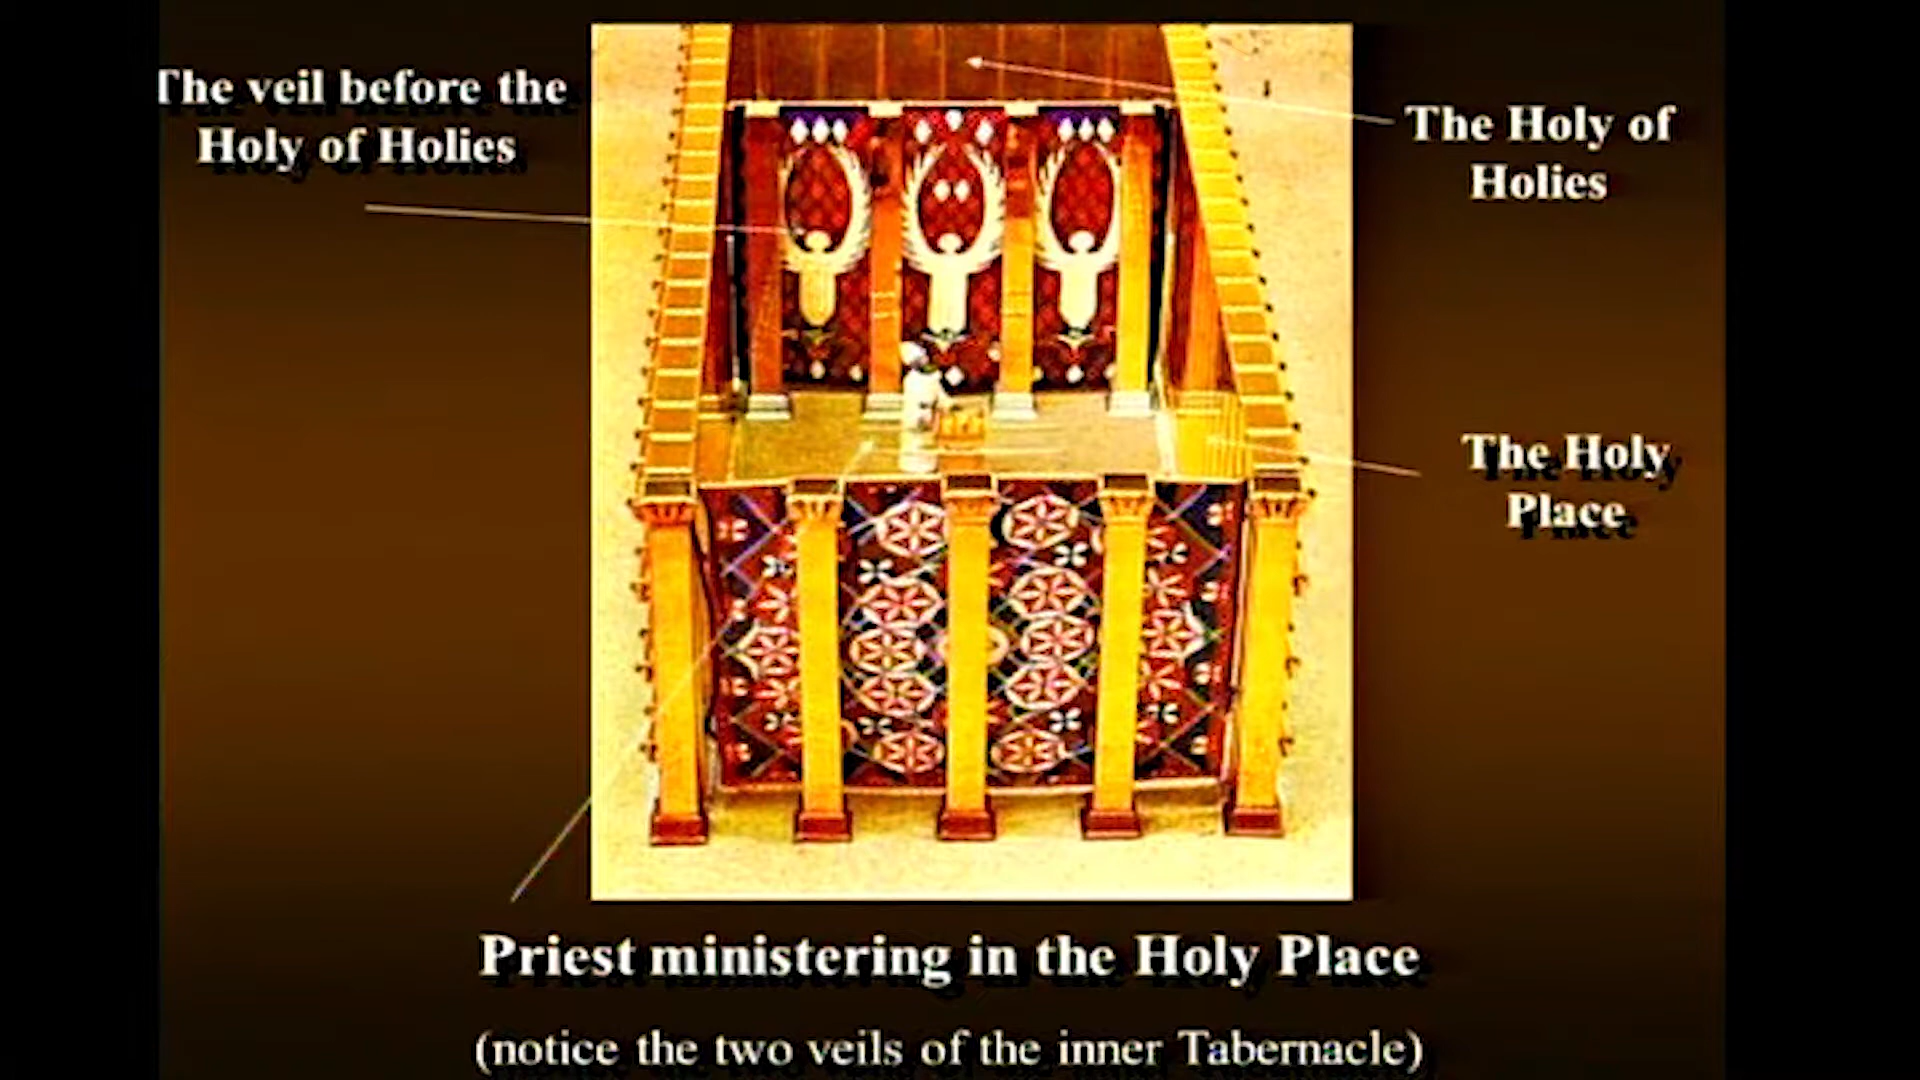 The veil before the
Holy of Holies
The Holy of
Holies
The Holy
Place
Priest ministering in the Holy Place
(notice the two veils of the inner Tabernacle)